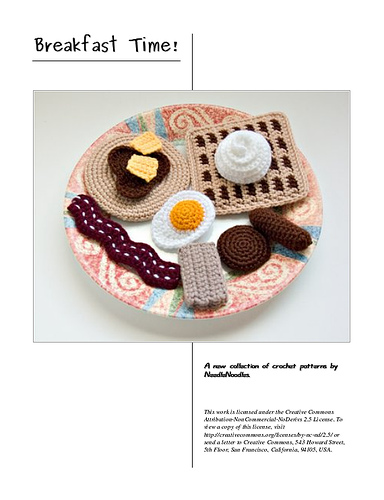 Breakfast Time!
A new collection of crochet patterns by
NeedleNoodles.
This work is licensed under the Creative Commons
Attribution-NonCommercial-NoDerivs 2.5 License. To
view a copy of this license, visit
http://creativecommons.org/licenses/by-nc-nd/2.5/ or
send a letter to Creative Commons, 543 Howard Street,
5th Floor, San Francisco, California, 94105, USA.